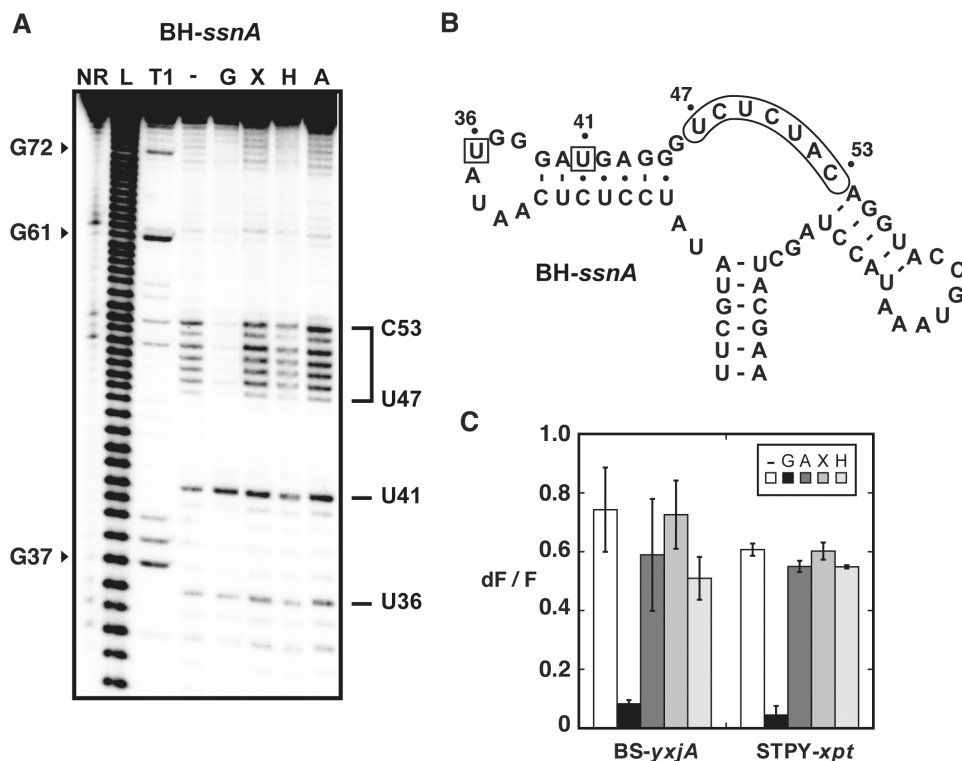 A
BH-ssnA
NR L T1 - G X H A
G72
G61
G37
C53
U47
U41
U36
B
36
41
47
53
U G G G A U G A G G G U C U C U A C A G G U A C C G U A A A U A C C U A G C U A C G A A
A U A A C U C U C C U A U A U G C U U
BH-ssnA
C
1.0
0.8
0.6
0.4
0.2
0
dF / F
– G A X H
BS-yxjA STPY-xpt